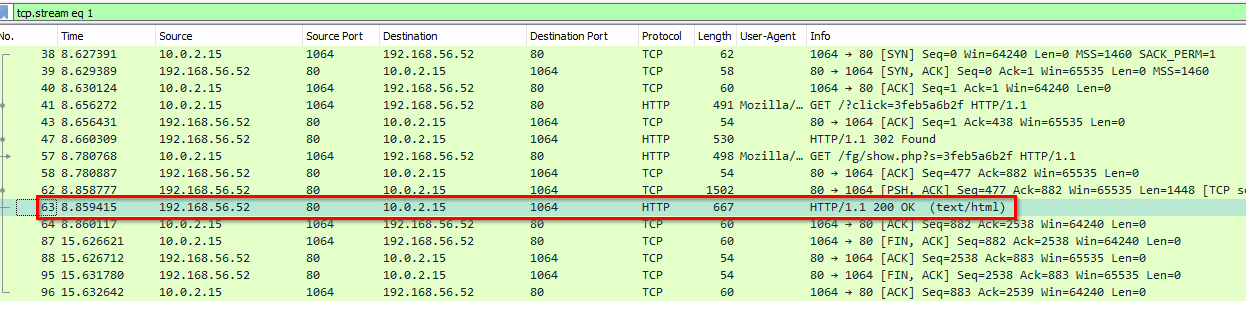 tcp.stream eq 1
No. Time Source Source Port Destination Destination Port Protocol Length User-Agent Info
38 8.627391 10.0.2.15 1064 192.168.56.52 80 TCP 62 1064 → 80 [SYN] Seq=0 Win=64240 Len=0 MSS=1460 SACK_PERM=1
39 8.629389 192.168.56.52 80 10.0.2.15 1064 TCP 58 80 → 1064 [SYN, ACK] Seq=0 Ack=1 Win=65535 Len=0 MSS=1460
40 8.630124 10.0.2.15 1064 192.168.56.52 80 TCP 60 1064 → 80 [ACK] Seq=1 Ack=1 Win=64240 Len=0
41 8.656272 10.0.2.15 1064 192.168.56.52 80 HTTP 491 Mozilla/… GET /?click=3feb5a6b2f HTTP/1.1
43 8.656431 192.168.56.52 80 10.0.2.15 1064 TCP 54 80 → 1064 [ACK] Seq=1 Ack=438 Win=65535 Len=0
47 8.660309 192.168.56.52 80 10.0.2.15 1064 HTTP 530 HTTP/1.1 302 Found
57 8.780768 10.0.2.15 1064 192.168.56.52 80 HTTP 498 Mozilla/… GET /fg/show.php?s=3feb5a6b2f HTTP/1.1
58 8.780887 192.168.56.52 80 10.0.2.15 1064 TCP 54 80 → 1064 [ACK] Seq=477 Ack=882 Win=65535 Len=0
62 8.858777 192.168.56.52 80 10.0.2.15 1064 TCP 1502 80 → 1064 [PSH, ACK] Seq=477 Ack=882 Win=65535 Len=1448 [TCP se
63 8.859415 192.168.56.52 80 10.0.2.15 1064 HTTP 667 HTTP/1.1 200 OK (text/html)
64 8.860117 10.0.2.15 1064 192.168.56.52 80 TCP 60 1064 → 80 [ACK] Seq=882 Ack=2538 Win=64240 Len=0
87 15.626621 10.0.2.15 1064 192.168.56.52 80 TCP 60 1064 → 80 [FIN, ACK] Seq=882 Ack=2538 Win=64240 Len=0
88 15.626712 192.168.56.52 80 10.0.2.15 1064 TCP 54 80 → 1064 [ACK] Seq=2538 Ack=883 Win=65535 Len=0
95 15.631780 192.168.56.52 80 10.0.2.15 1064 TCP 54 80 → 1064 [FIN, ACK] Seq=2538 Ack=883 Win=65535 Len=0
96 15.632642 10.0.2.15 1064 192.168.56.52 80 TCP 60 1064 → 80 [ACK] Seq=883 Ack=2539 Win=64240 Len=0